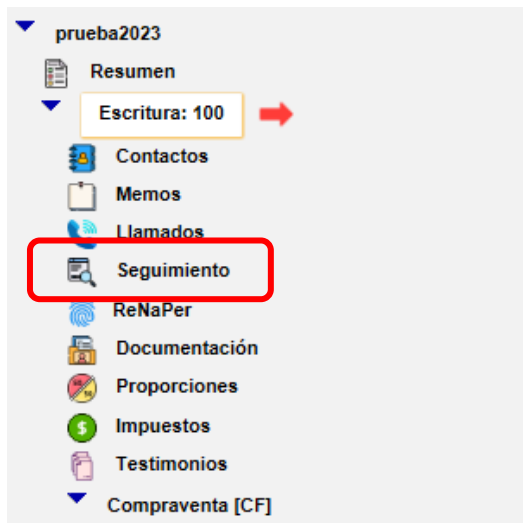 prueba2023
Resumen
Escritura: 100
Contactos
Memos
Llamados
Seguimiento
ReNaPer
Documentación
Proporciones
Impuestos
Testimonios
Compraventa [CF]